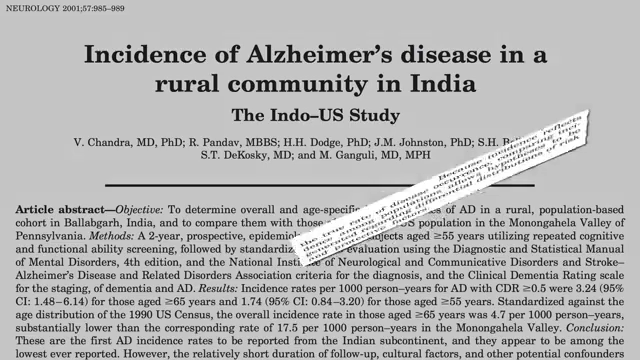 NEUROLOGY 2001;57:985–989
Incidence of Alzheimer's disease in a
rural community in India
The Indo–US Study
V. Chandra, MD, PhD; R. Pandav, MBBS; H.H. Dodge, PhD; J.M. Johnston, PhD; S.H.
S.T. DeKosky, MD; and M. Ganguli, MD, MPH
Because incidence reflects
the true rate of disease occurrence, comparing
Article abstract—Objective: To determine overall and age-specific of AD in a rural, population-based
cohort in Ballabgarh, India, and to compare them with those US population in the Monongahela Valley of
Pennsylvania. Methods: A 2-year, prospective, subjects aged ≥55 years utilizing repeated cognitive
and functional ability screening, followed by evaluation using the Diagnostic and Statistical Manual
of Mental Disorders, 4th edition, and the National of Neurological and Communicative Disorders and Stroke–
Alzheimer's Disease and Related Disorders Association criteria for the diagnosis, and the Clinical Dementia Rating scale
for the staging, of dementia and AD. Results: Incidence rates per 1000 person–years for AD with CDR ≥0.5 were 3.24 (95%
CI: 1.48–6.14) for those aged ≥65 years and 1.74 (95% CI: 0.84–3.20) for those aged ≥55 years. Standardized against the
age distribution of the 1990 US Census, the overall incidence rate in those aged ≥65 years was 4.7 per 1000 person–years,
substantially lower than the corresponding rate of 17.5 per 1000 person–years in the Monongahela Valley. Conclusion:
These are the first AD incidence rates to be reported from the Indian subcontinent, and they appear to be among the
lowest ever reported. However, the relatively short duration of follow-up, cultural factors, and other potential confounders